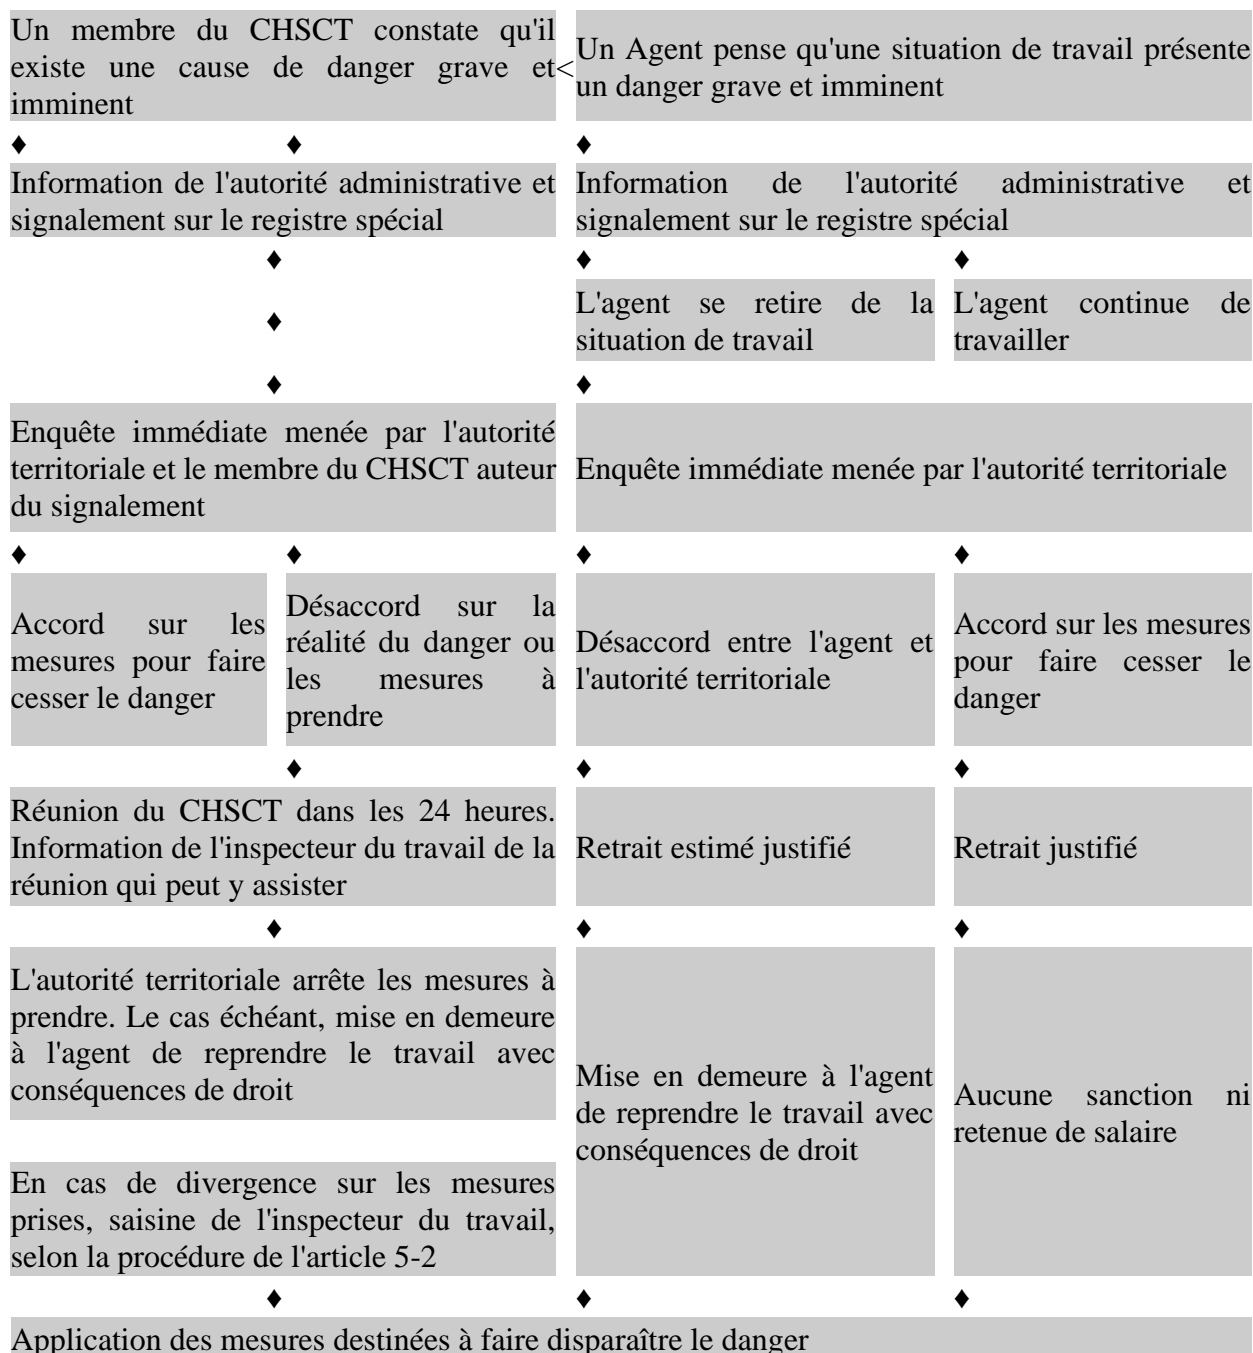 Un membre du CHSCT constate qu'il
existe une cause de danger grave et
imminent
<
Un Agent pense qu'une situation de travail présente
un danger grave et imminent
♦ ♦ ♦
Information de l'autorité administrative et
signalement sur le registre spécial
Information de l'autorité administrative et
signalement sur le registre spécial
♦ ♦ ♦
♦
L'agent se retire de la
situation de travail
L'agent continue de
travailler
♦ ♦
Enquête immédiate menée par l'autorité
territoriale et le membre du CHSCT auteur
du signalement
Enquête immédiate menée par l'autorité territoriale
♦ ♦ ♦ ♦
Accord sur les
mesures pour faire
cesser le danger
Désaccord sur la
réalité du danger ou
les mesures à
prendre
Désaccord entre l'agent et
l'autorité territoriale
Accord sur les mesures
pour faire cesser le
danger
♦ ♦ ♦
Réunion du CHSCT dans les 24 heures.
Information de l'inspecteur du travail de la
réunion qui peut y assister
Retrait estimé justifié
Retrait justifié
♦ ♦ ♦
L'autorité territoriale arrête les mesures à
prendre. Le cas échéant, mise en demeure
à l'agent de reprendre le travail avec
conséquences de droit
En cas de divergence sur les mesures
prises, saisine de l'inspecteur du travail,
selon la procédure de l'article 5-2
Mise en demeure à l'agent
de reprendre le travail avec
conséquences de droit
Aucune sanction ni
retenue de salaire
♦ ♦ ♦
Application des mesures destinées à faire disparaître le danger